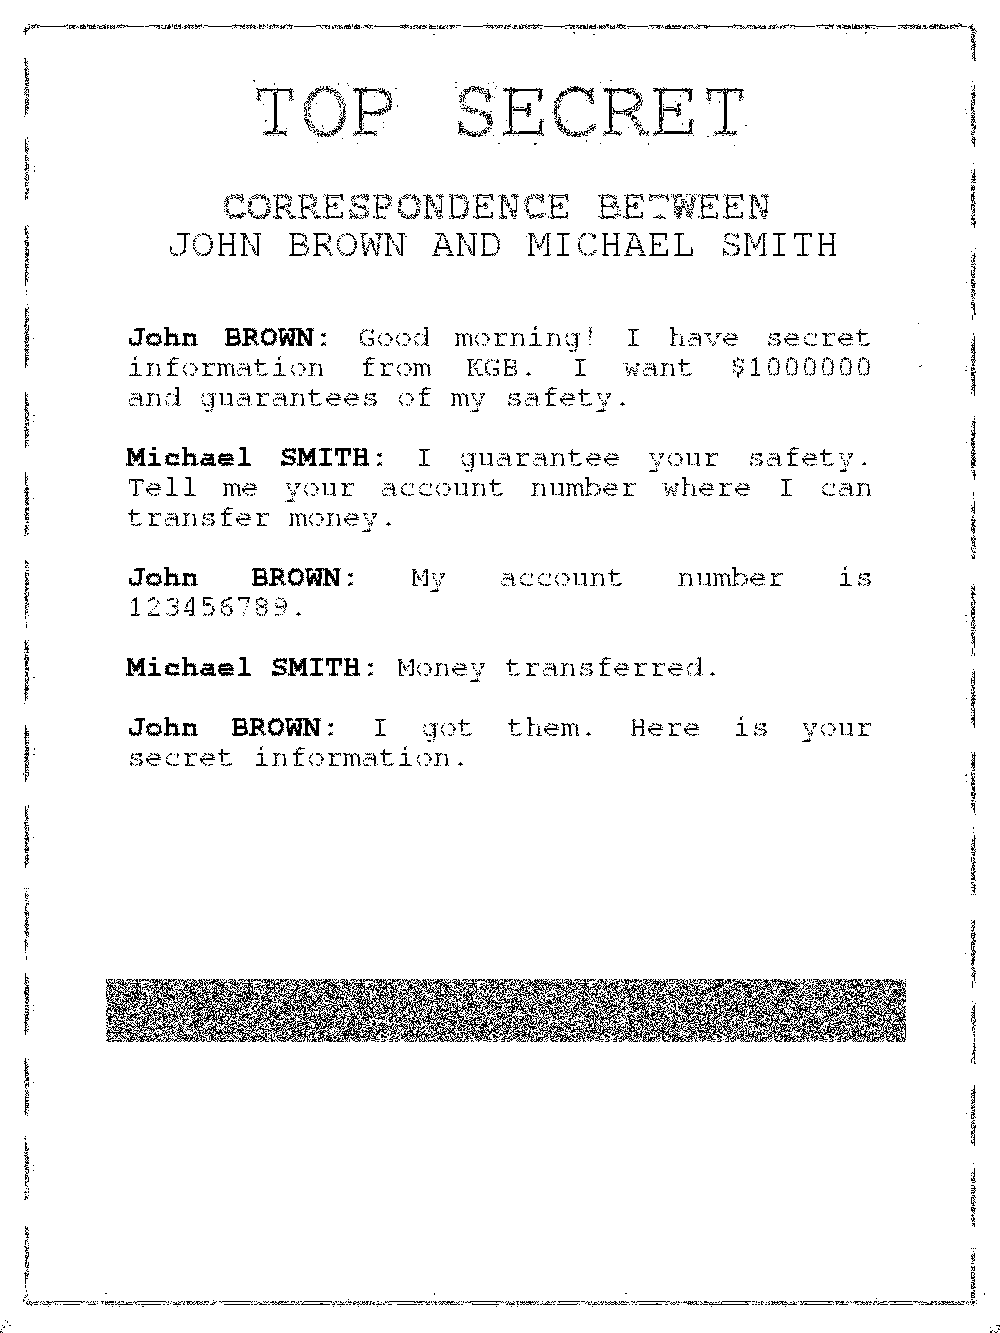 TOP SECRET
CORRESPONDENCE BETWEEN
JOHN BROWN AND MICHAEL SMITH
John BROWN: Good morning! I have secret
information from KGB. I want $1000000
and guarantees of my safety.
Michael SMITH: I guarantee your safety.
Tell me your account number where I can
transfer money.
John BROWN: My account number is
123456789.
Michael SMITH: Money transferred.
John BROWN: I got them. Here is your
secret information.